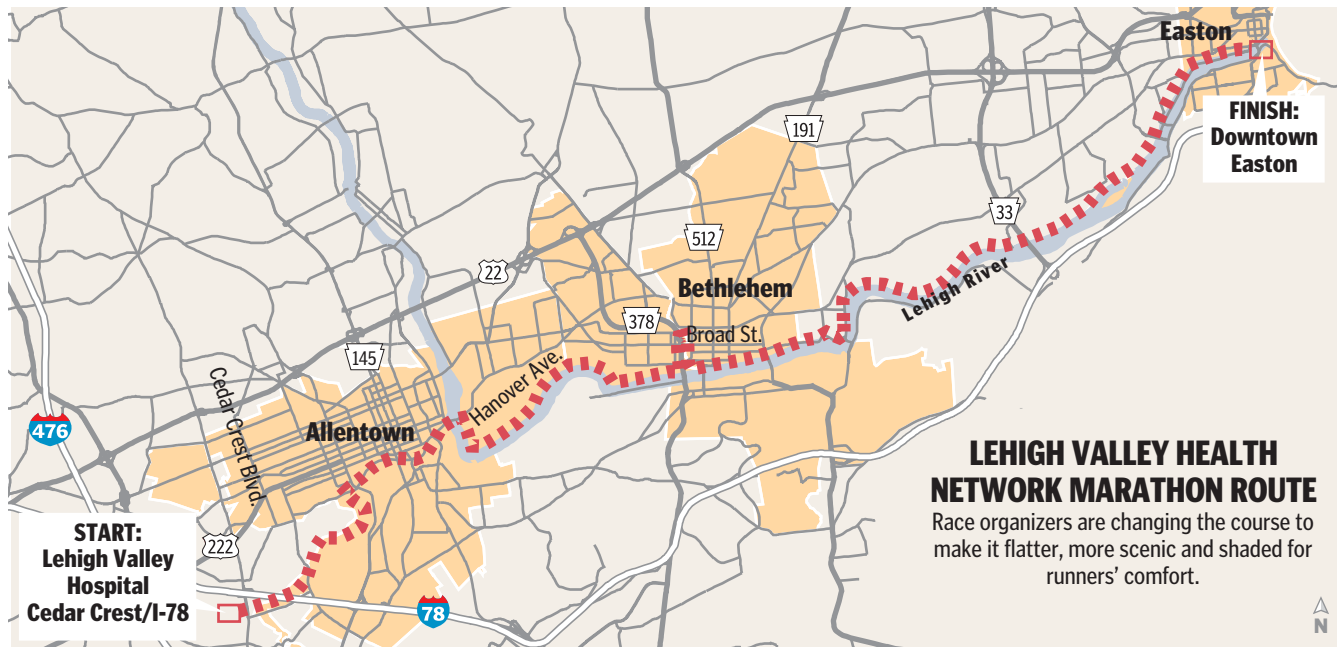 Easton
FINISH:
Downtown
Easton
191
33
512
22
Bethlehem
Lehigh River
378
Broad St.
145
Hanover Ave.
Cedar Crest Blvd.
476
Allentown
LEHIGH VALLEY HEALTH
NETWORK MARATHON ROUTE
Race organizers are changing the course to
make it flatter, more scenic and shaded for
runners’ comfort.
START:
Lehigh Valley
Hospital
Cedar Crest/I-78
222
78
N